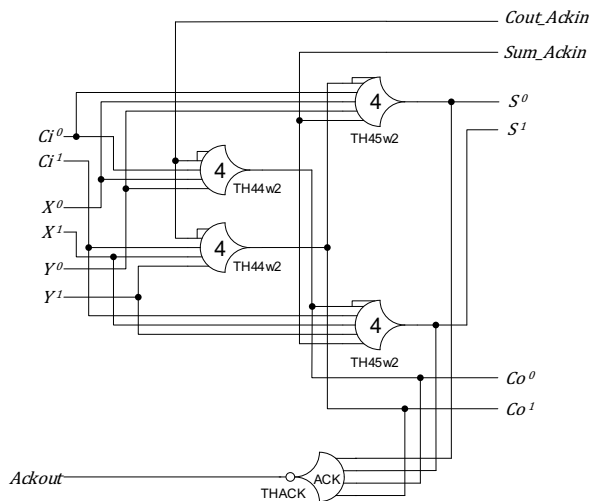 Cout_Ackin
Sum_Ackin
4
S⁰
TH45w2
S¹
Ci⁰
Ci¹
4
TH44w2
X⁰
X¹
4
Y⁰
TH44w2
Y¹
4
TH45w2
Co⁰
Co¹
Ackout
ACK
THACK